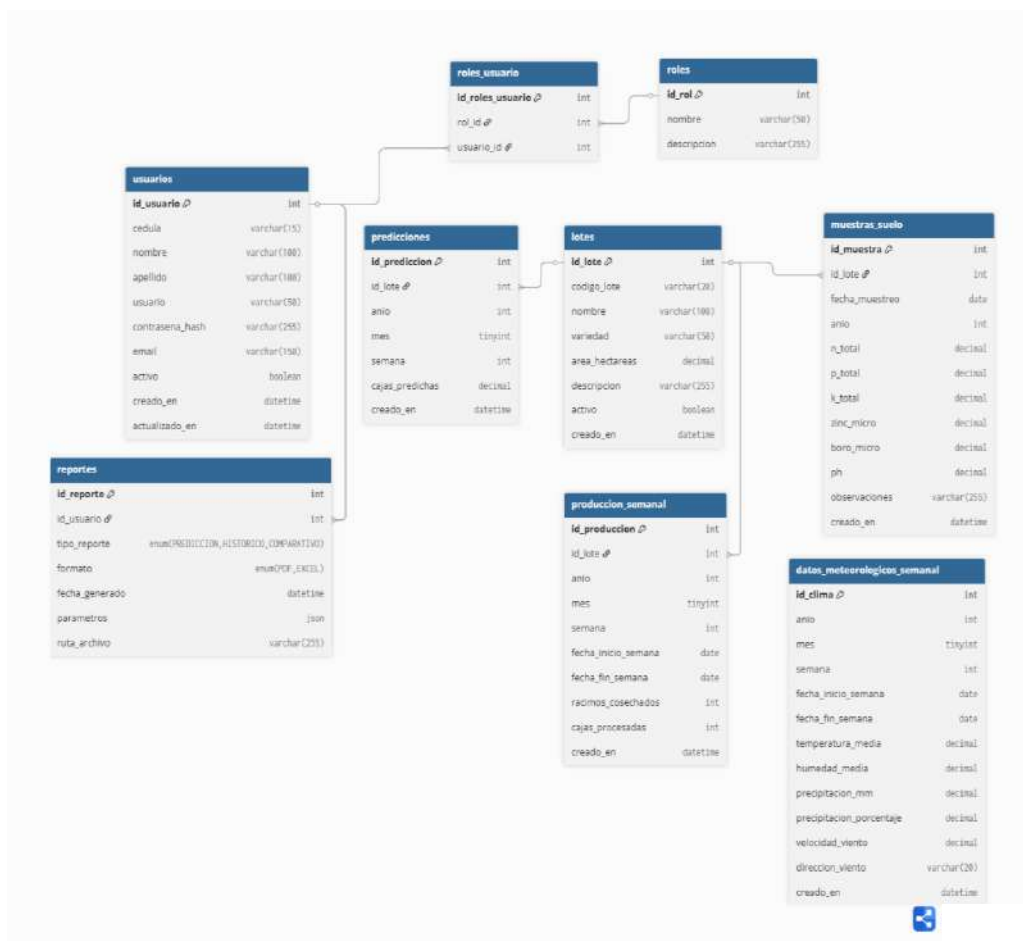 roles_usuario
id_roles_usuario int
rol_id int
usuario_id int
roles
id_rol int
nombre varchar(50)
descripcion varchar(255)
usuarios
id_usuario int
cedula varchar(15)
nombre varchar(100)
apellido varchar(100)
usuario varchar(50)
contrasena_hash varchar(255)
email varchar(150)
activo boolean
creado_en datetime
actualizado_en datetime
predicciones
id_prediccion int
id_lote int
anio int
mes tinyint
semana int
cajas_predichas decimal
creado_en datetime
lotes
id_lote int
codigo_lote varchar(20)
nombre varchar(100)
variedad varchar(50)
area_hectareas decimal
descripcion varchar(255)
activo boolean
creado_en datetime
muestras_suelo
id_muestra int
id_lote int
fecha_muestreo date
anio int
n_total decimal
p_total decimal
k_total decimal
zinc_micro decimal
boro_micro decimal
ph decimal
observaciones varchar(255)
creado_en datetime
reportes
id_reporte int
id_usuario int
tipo_reporte enum(PREDICCION,HISTORICO,COMPARATIVO)
formato enum(PDF,EXCEL)
fecha_generado datetime
parametros json
ruta_archivo varchar(255)
produccion_semanal
id_produccion int
id_lote int
anio int
mes tinyint
semana int
fecha_inicio_semana date
fecha_fin_semana date
racimos_cosechados int
cajas_procesadas int
creado_en datetime
datos_meteorologicos_semanal
id_clima int
anio int
mes tinyint
semana int
fecha_inicio_semana date
fecha_fin_semana date
temperatura_media decimal
humedad_media decimal
precipitacion_mm decimal
precipitacion_porcentaje decimal
velocidad_viento decimal
direccion_viento varchar(20)
creado_en datetime